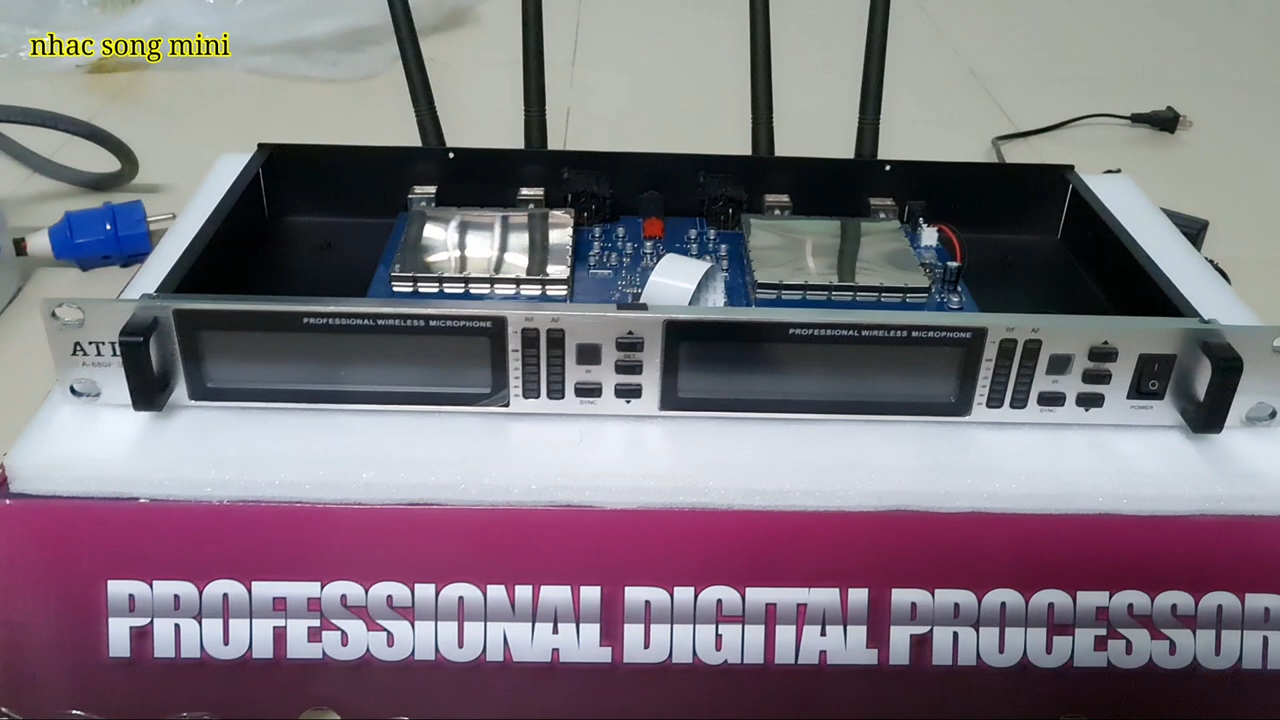 nhac song mini
PROFESSIONAL WIRELESS MICROPHONE
RF AF
SET
SYNC
PROFESSIONAL WIRELESS MICROPHONE
RF AF
SYNC
POWER
PROFESSIONAL DIGITAL PROCESSOR